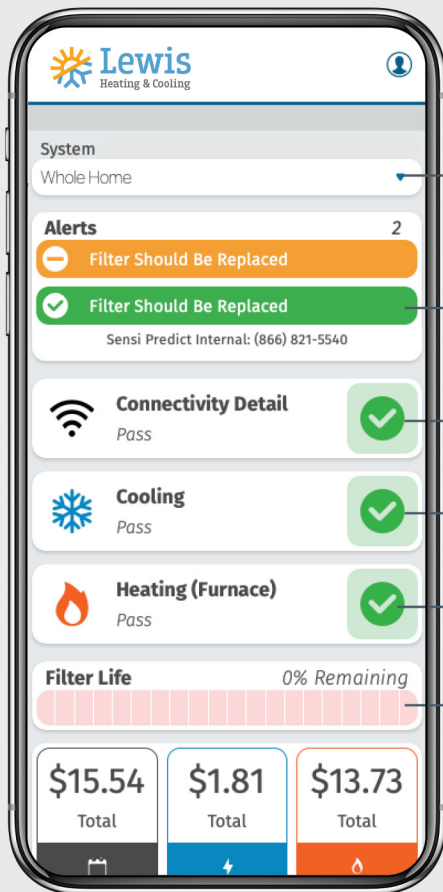 Lewis
Heating & Cooling
System
Whole Home
Alerts 2
Filter Should Be Replaced
Filter Should Be Replaced
Sensi Predict Internal: (866) 821-5540
Connectivity Detail
Pass
Cooling
Pass
Heating (Furnace)
Pass
Filter Life 0% Remaining
$15.54 $1.81 $13.73
Total Total Total